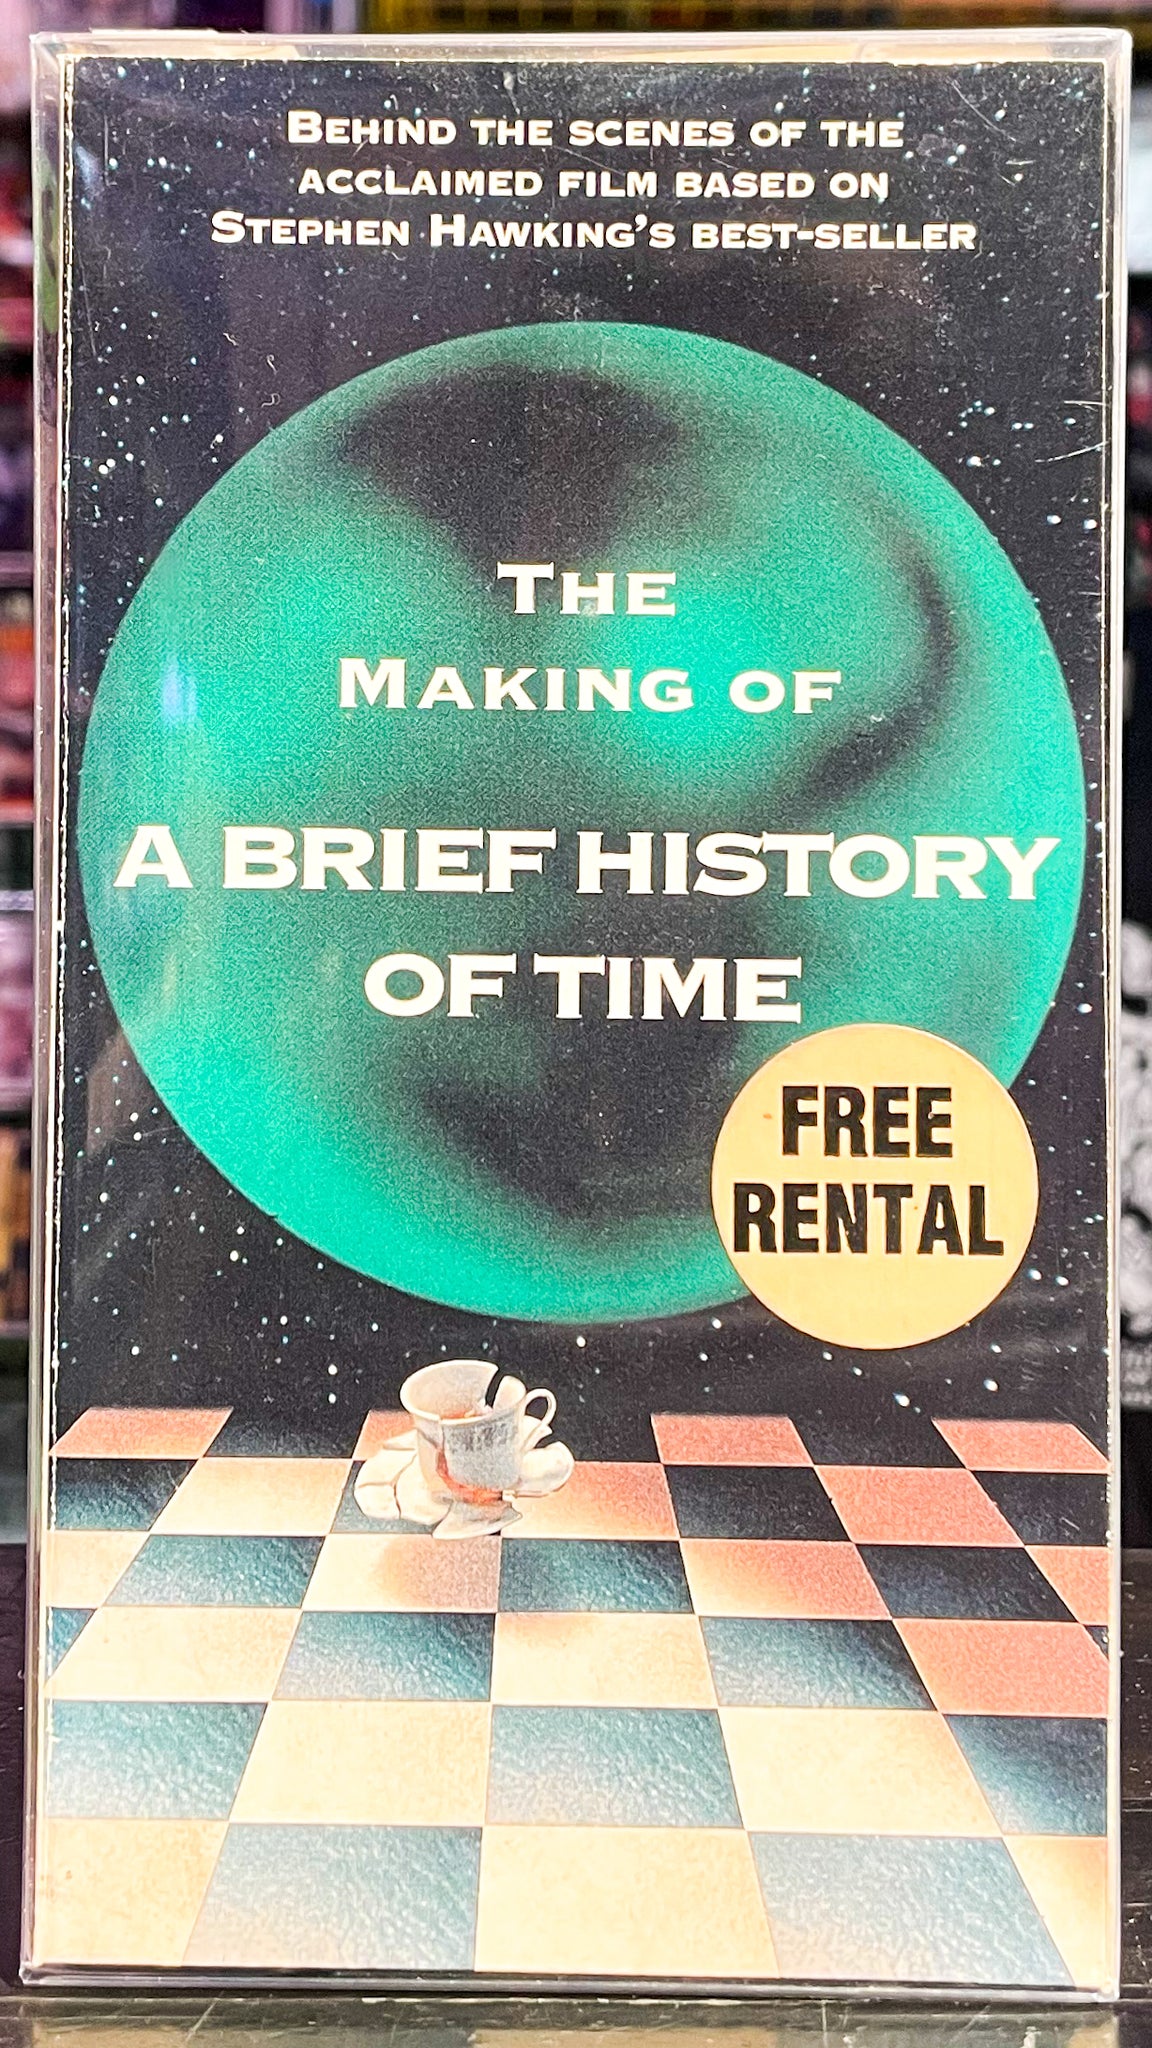 BEHIND THE SCENES OF THE
ACCLAIMED FILM BASED ON
STEPHEN HAWKING'S BEST-SELLER
THE
MAKING OF
A BRIEF HISTORY
OF TIME
FREE
RENTAL